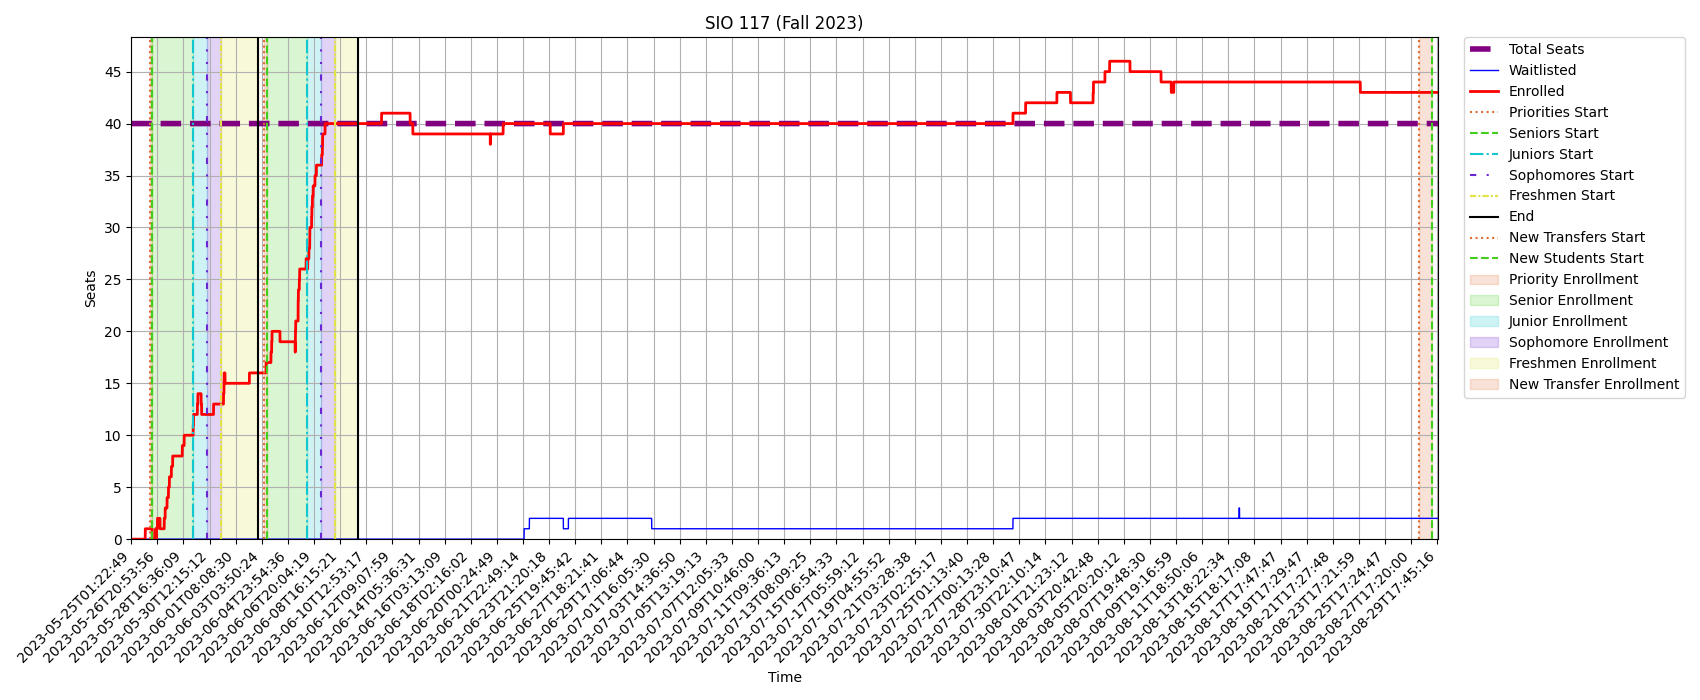 SIO 117 (Fall 2023)
Seats
45
40
35
30
25
20
15
10
5
0
2023-05-25T01:22:49
2023-05-26T20:53:56
2023-05-28T16:36:09
2023-05-30T12:15:12
2023-06-01T08:08:30
2023-06-03T03:50:24
2023-06-04T23:54:36
2023-06-06T20:04:19
2023-06-08T16:15:21
2023-06-10T12:53:17
2023-06-12T09:07:59
2023-06-14T05:36:31
2023-06-16T03:13:09
2023-06-18T02:16:02
2023-06-20T00:24:49
2023-06-21T22:49:14
2023-06-23T21:20:18
2023-06-25T19:45:42
2023-06-27T18:21:41
2023-06-29T17:06:44
2023-07-01T16:05:30
2023-07-03T14:36:50
2023-07-05T13:19:13
2023-07-07T12:05:33
2023-07-09T10:46:00
2023-07-11T09:36:13
2023-07-13T08:09:25
2023-07-15T06:54:33
2023-07-17T05:59:12
2023-07-19T04:55:52
2023-07-21T03:28:38
2023-07-23T02:25:17
2023-07-25T01:13:40
2023-07-27T00:13:28
2023-07-28T23:10:47
2023-07-30T22:10:14
2023-08-01T21:23:12
2023-08-03T20:42:48
2023-08-05T20:20:12
2023-08-07T19:48:30
2023-08-09T19:16:59
2023-08-11T18:50:06
2023-08-13T18:22:34
2023-08-15T18:17:08
2023-08-17T17:47:47
2023-08-19T17:29:47
2023-08-21T17:27:48
2023-08-23T17:21:59
2023-08-25T17:24:47
2023-08-27T17:20:00
2023-08-29T17:45:16
Time
Total Seats
Waitlisted
Enrolled
Priorities Start
Seniors Start
Juniors Start
Sophomores Start
Freshmen Start
End
New Transfers Start
New Students Start
Priority Enrollment
Senior Enrollment
Junior Enrollment
Sophomore Enrollment
Freshmen Enrollment
New Transfer Enrollment